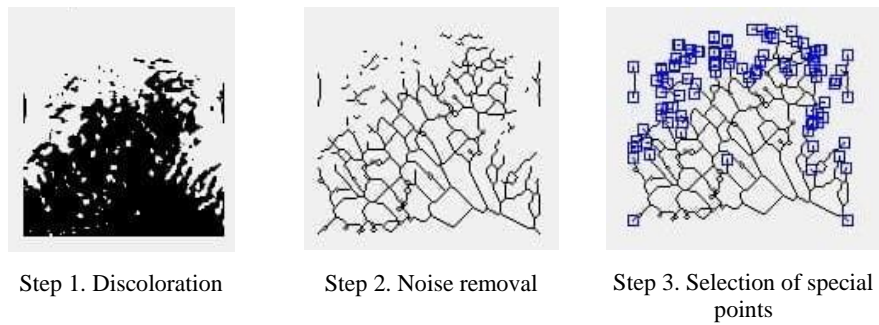 Step 1. Discoloration
Step 2. Noise removal
Step 3. Selection of special
points